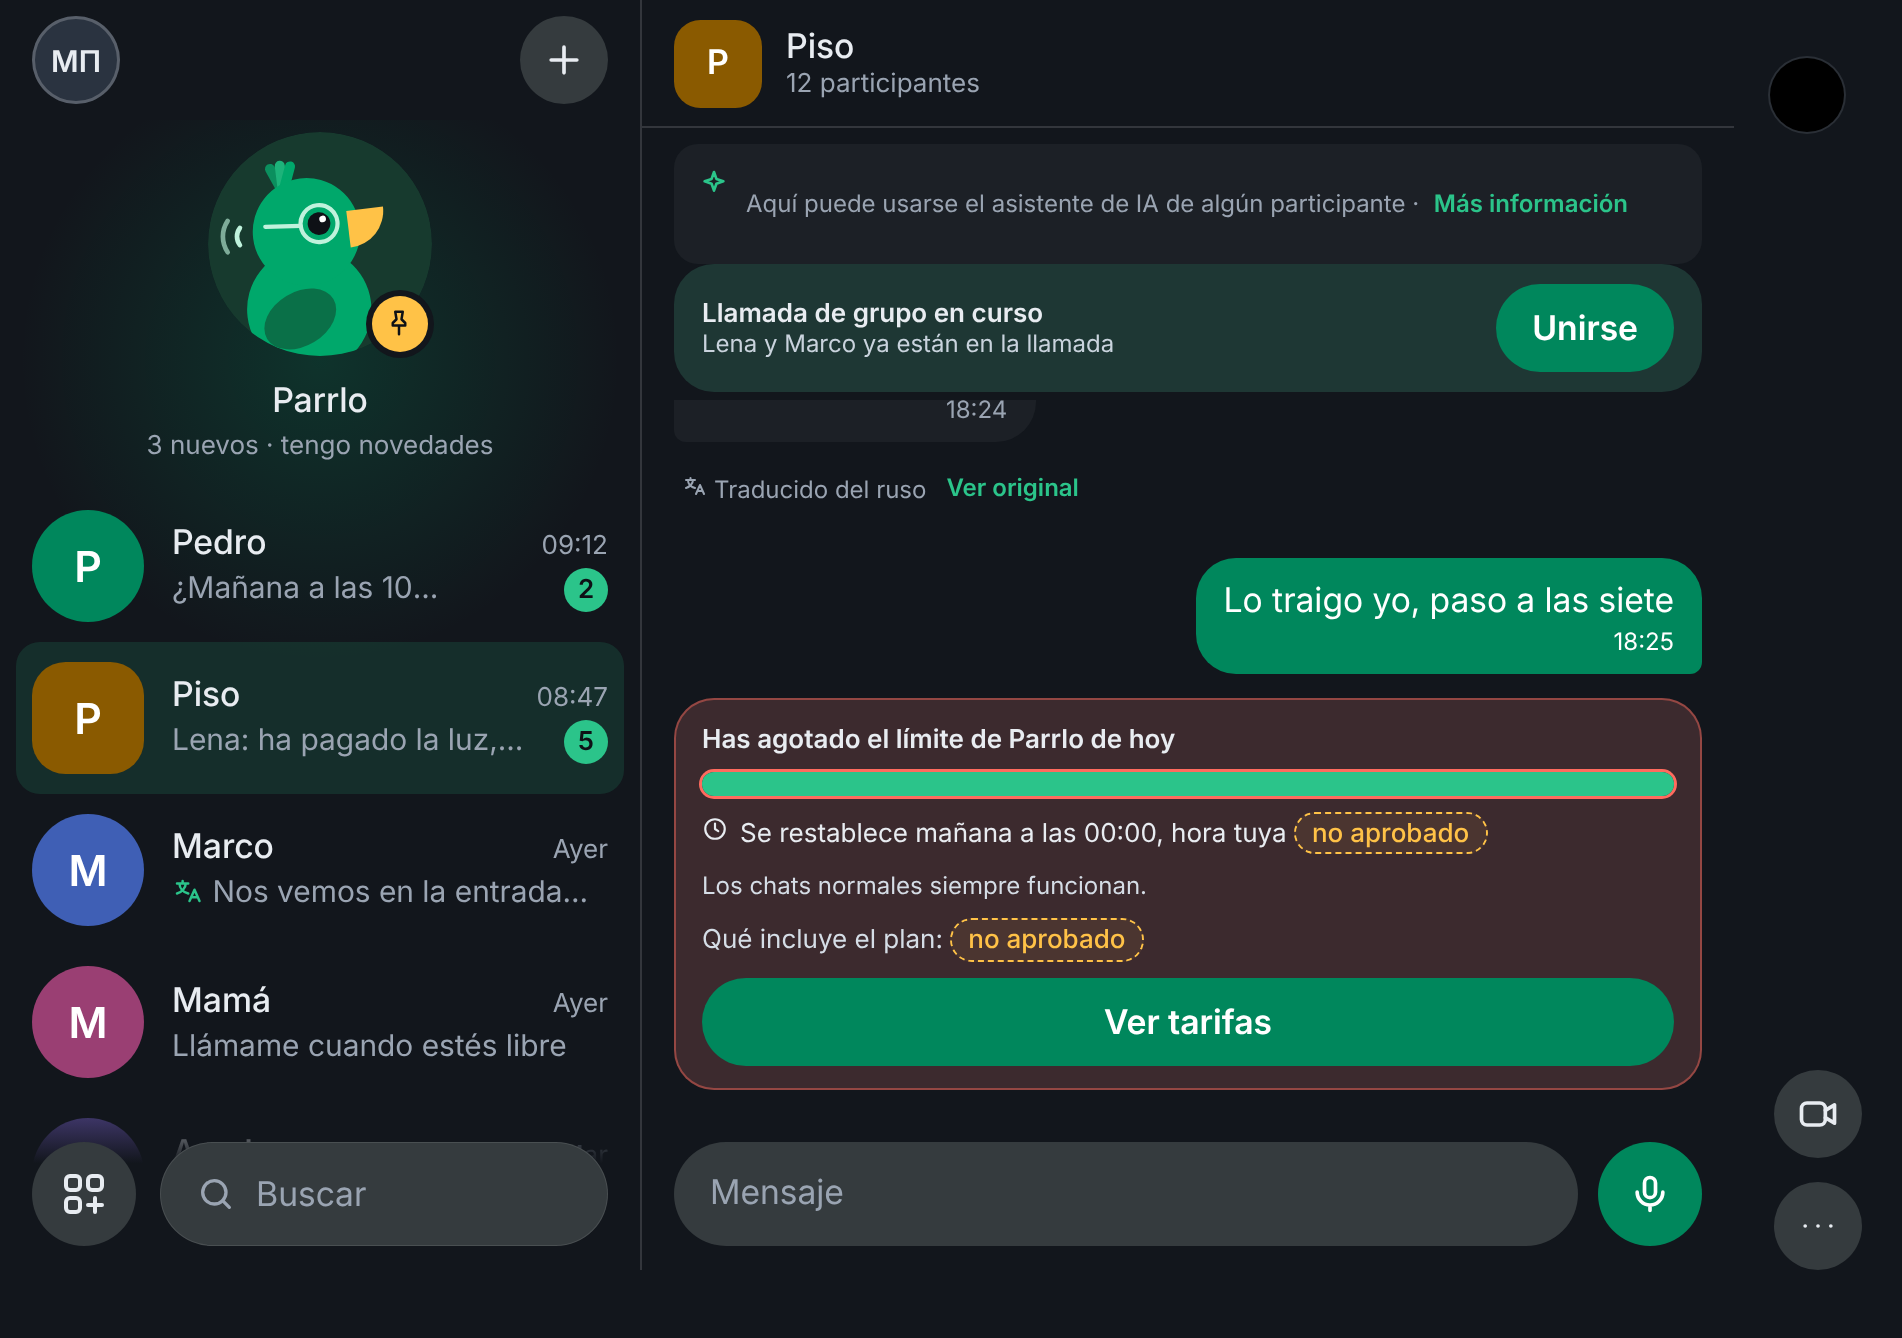 МП
Parrlo
3 nuevos · tengo novedades
P
Pedro
09:12
¿Mañana a las 10...
2
P
Piso
08:47
Lena: ha pagado la luz,...
5
M
Marco
Ayer
Nos vemos en la entrada...
M
Mamá
Ayer
Llámame cuando estés libre
Buscar
P
Piso
12 participantes
Aquí puede usarse el asistente de IA de algún participante · Más información
Llamada de grupo en curso
Lena y Marco ya están en la llamada
Unirse
18:24
Traducido del ruso Ver original
Lo traigo yo, paso a las siete
18:25
Has agotado el límite de Parrlo de hoy
Se restablece mañana a las 00:00, hora tuya no aprobado
Los chats normales siempre funcionan.
Qué incluye el plan: no aprobado
Ver tarifas
Mensaje